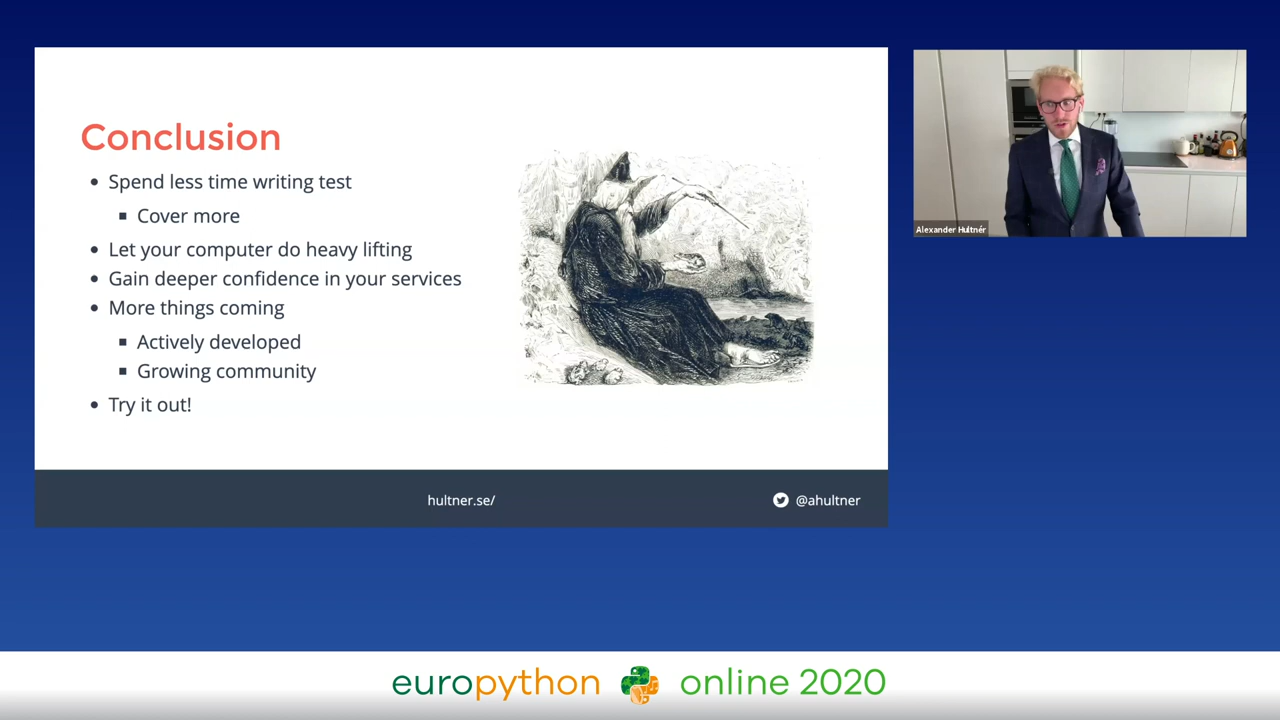 Conclusion
Spend less time writing test
Cover more
Let your computer do heavy lifting
Gain deeper confidence in your services
More things coming
Actively developed
Growing community
Try it out!
hultner.se/
@ahultner
Alexander Hultnér
europython online 2020